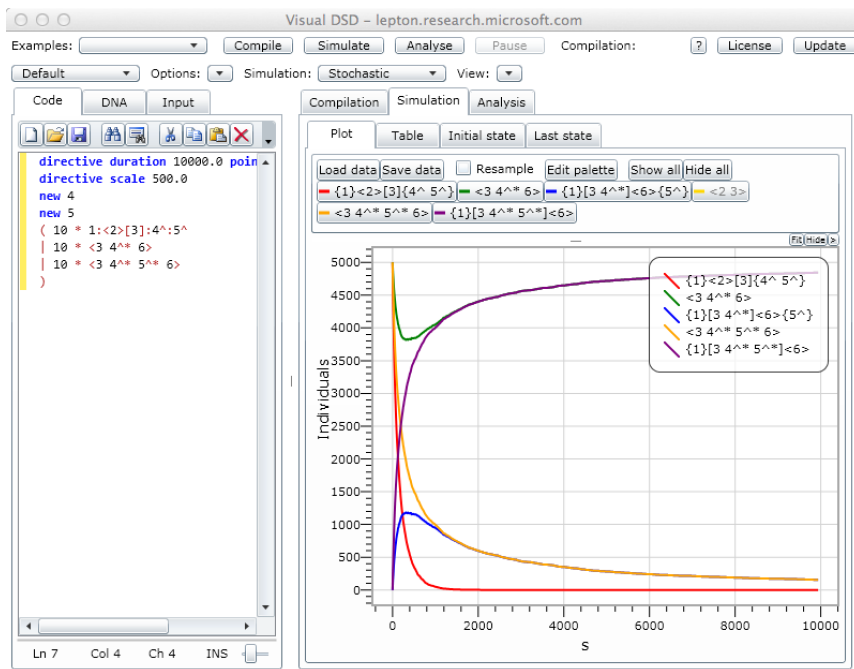 Visual DSD – lepton.research.microsoft.com
Examples: Compile Simulate Analyse Pause Compilation: ? License Update
Default Options: Simulation: Stochastic View:
Code DNA Input
directive duration 10000.0 poin
directive scale 500.0
new 4
new 5
( 10 * 1:<2>[3]:4^:5^
| 10 * <3 4^* 6>
| 10 * <3 4^* 5^* 6>
)
Ln 7 Col 4 Ch 4 INS
Compilation Simulation Analysis
Plot Table Initial state Last state
Load data Save data Resample Edit palette Show all Hide all
{1}<2>[3]{4^ 5^} <3 4^* 6> {1}[3 4^*]<6>{5^} <2 3>
<3 4^* 5^* 6> {1}[3 4^* 5^*]<6>
Fit Hide >
{1}<2>[3]{4^ 5^}
<3 4^* 6>
{1}[3 4^*]<6>{5^}
<3 4^* 5^* 6>
{1}[3 4^* 5^*]<6>
Individuals
5000
4500
4000
3500
3000
2500
2000
1500
1000
500
0
0 2000 4000 6000 8000 10000
S